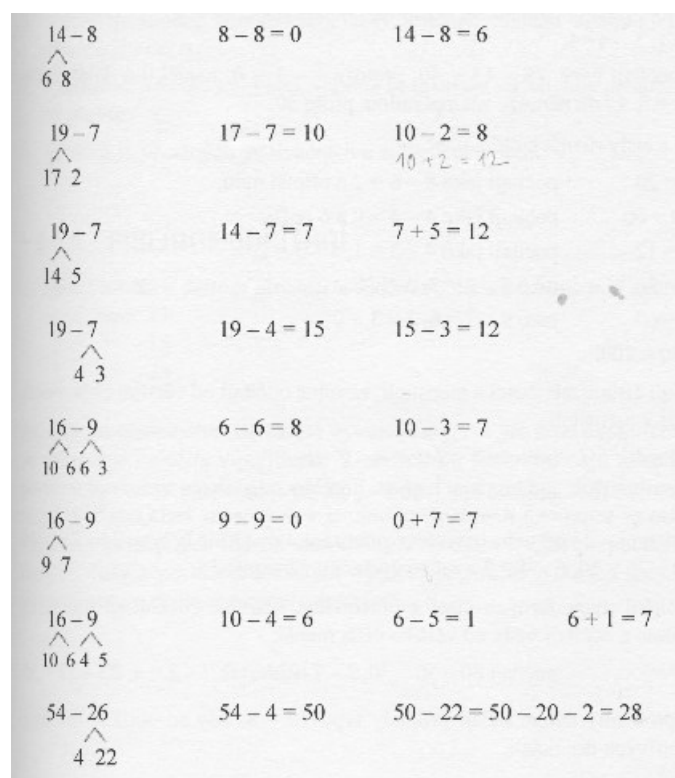 14 – 8 8 – 8 = 0 14 – 8 = 6
6 8
19 – 7 17 – 7 = 10 10 – 2 = 8
17 2 10 + 2 = 12
19 – 7 14 – 7 = 7 7 + 5 = 12
14 5
19 – 7 19 – 4 = 15 15 – 3 = 12
4 3
16 – 9 6 – 6 = 8 10 – 3 = 7
10 6 6 3
16 – 9 9 – 9 = 0 0 + 7 = 7
9 7
16 – 9 10 – 4 = 6 6 – 5 = 1 6 + 1 = 7
10 6 4 5
54 – 26 54 – 4 = 50 50 – 22 = 50 – 20 – 2 = 28
4 22